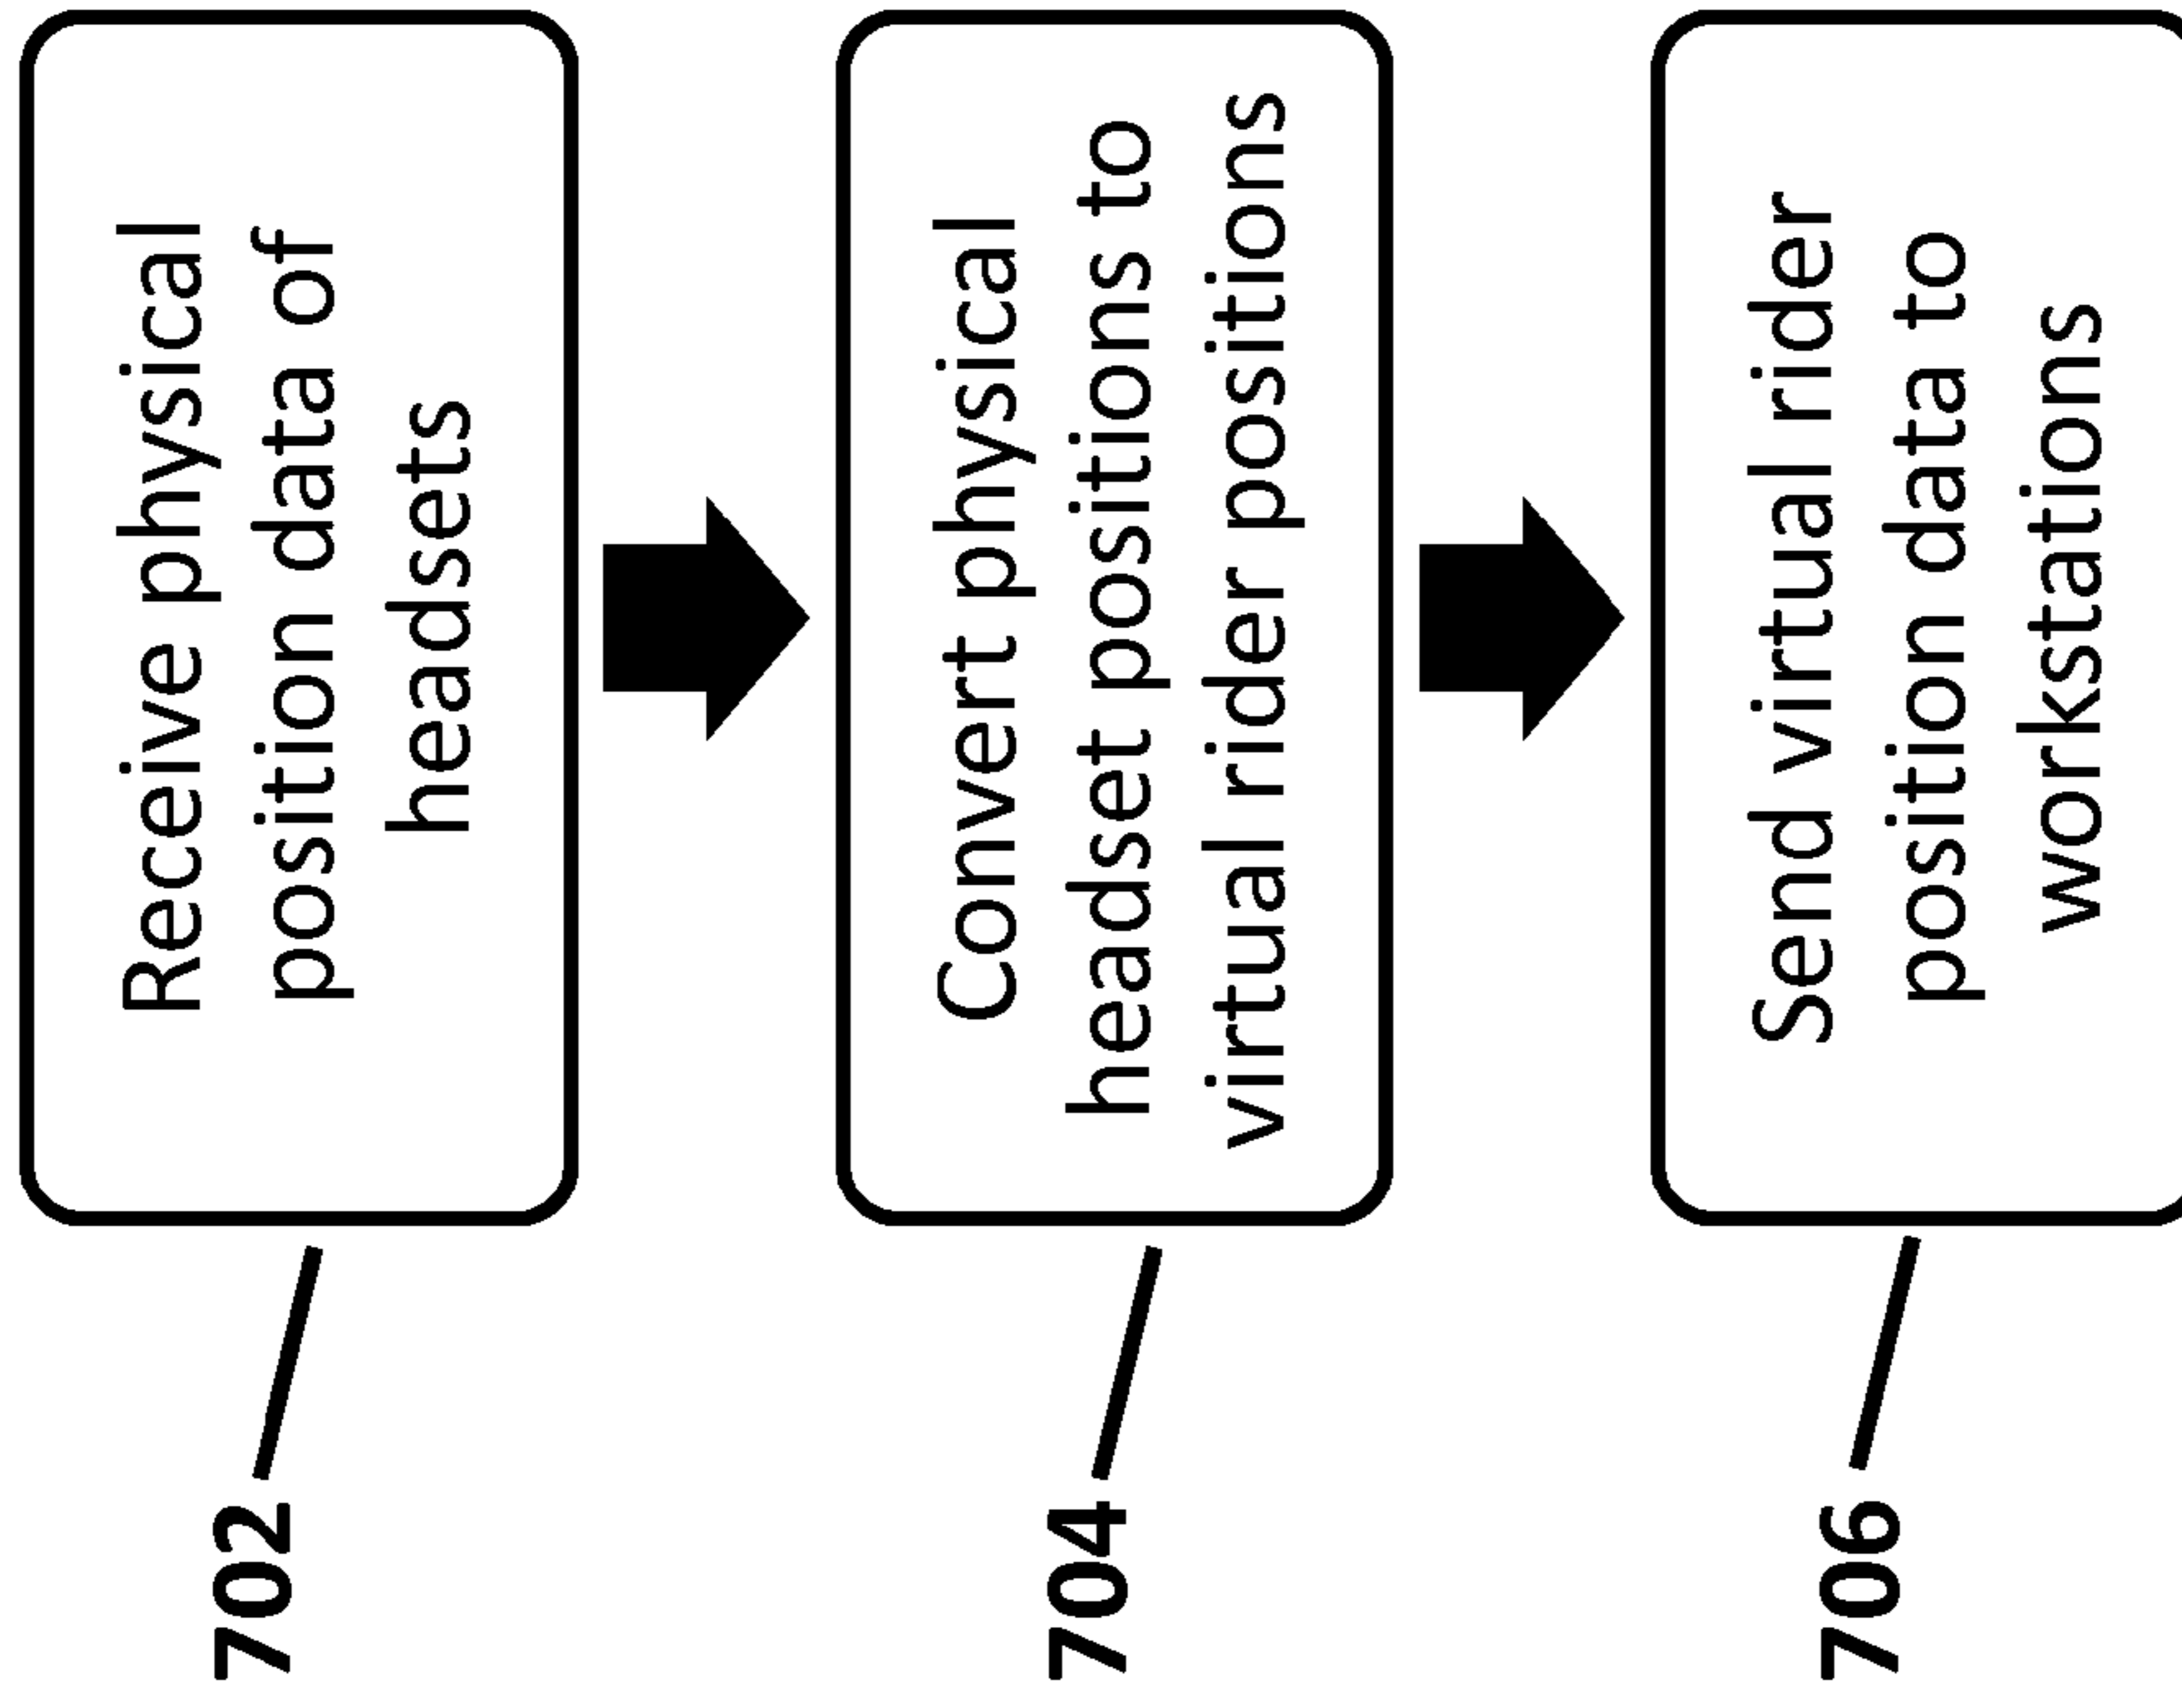 702
Receive physical
position data of
headsets
704
Convert physical
headset positions to
virtual rider positions
706
Send virtual rider
position data to
workstations